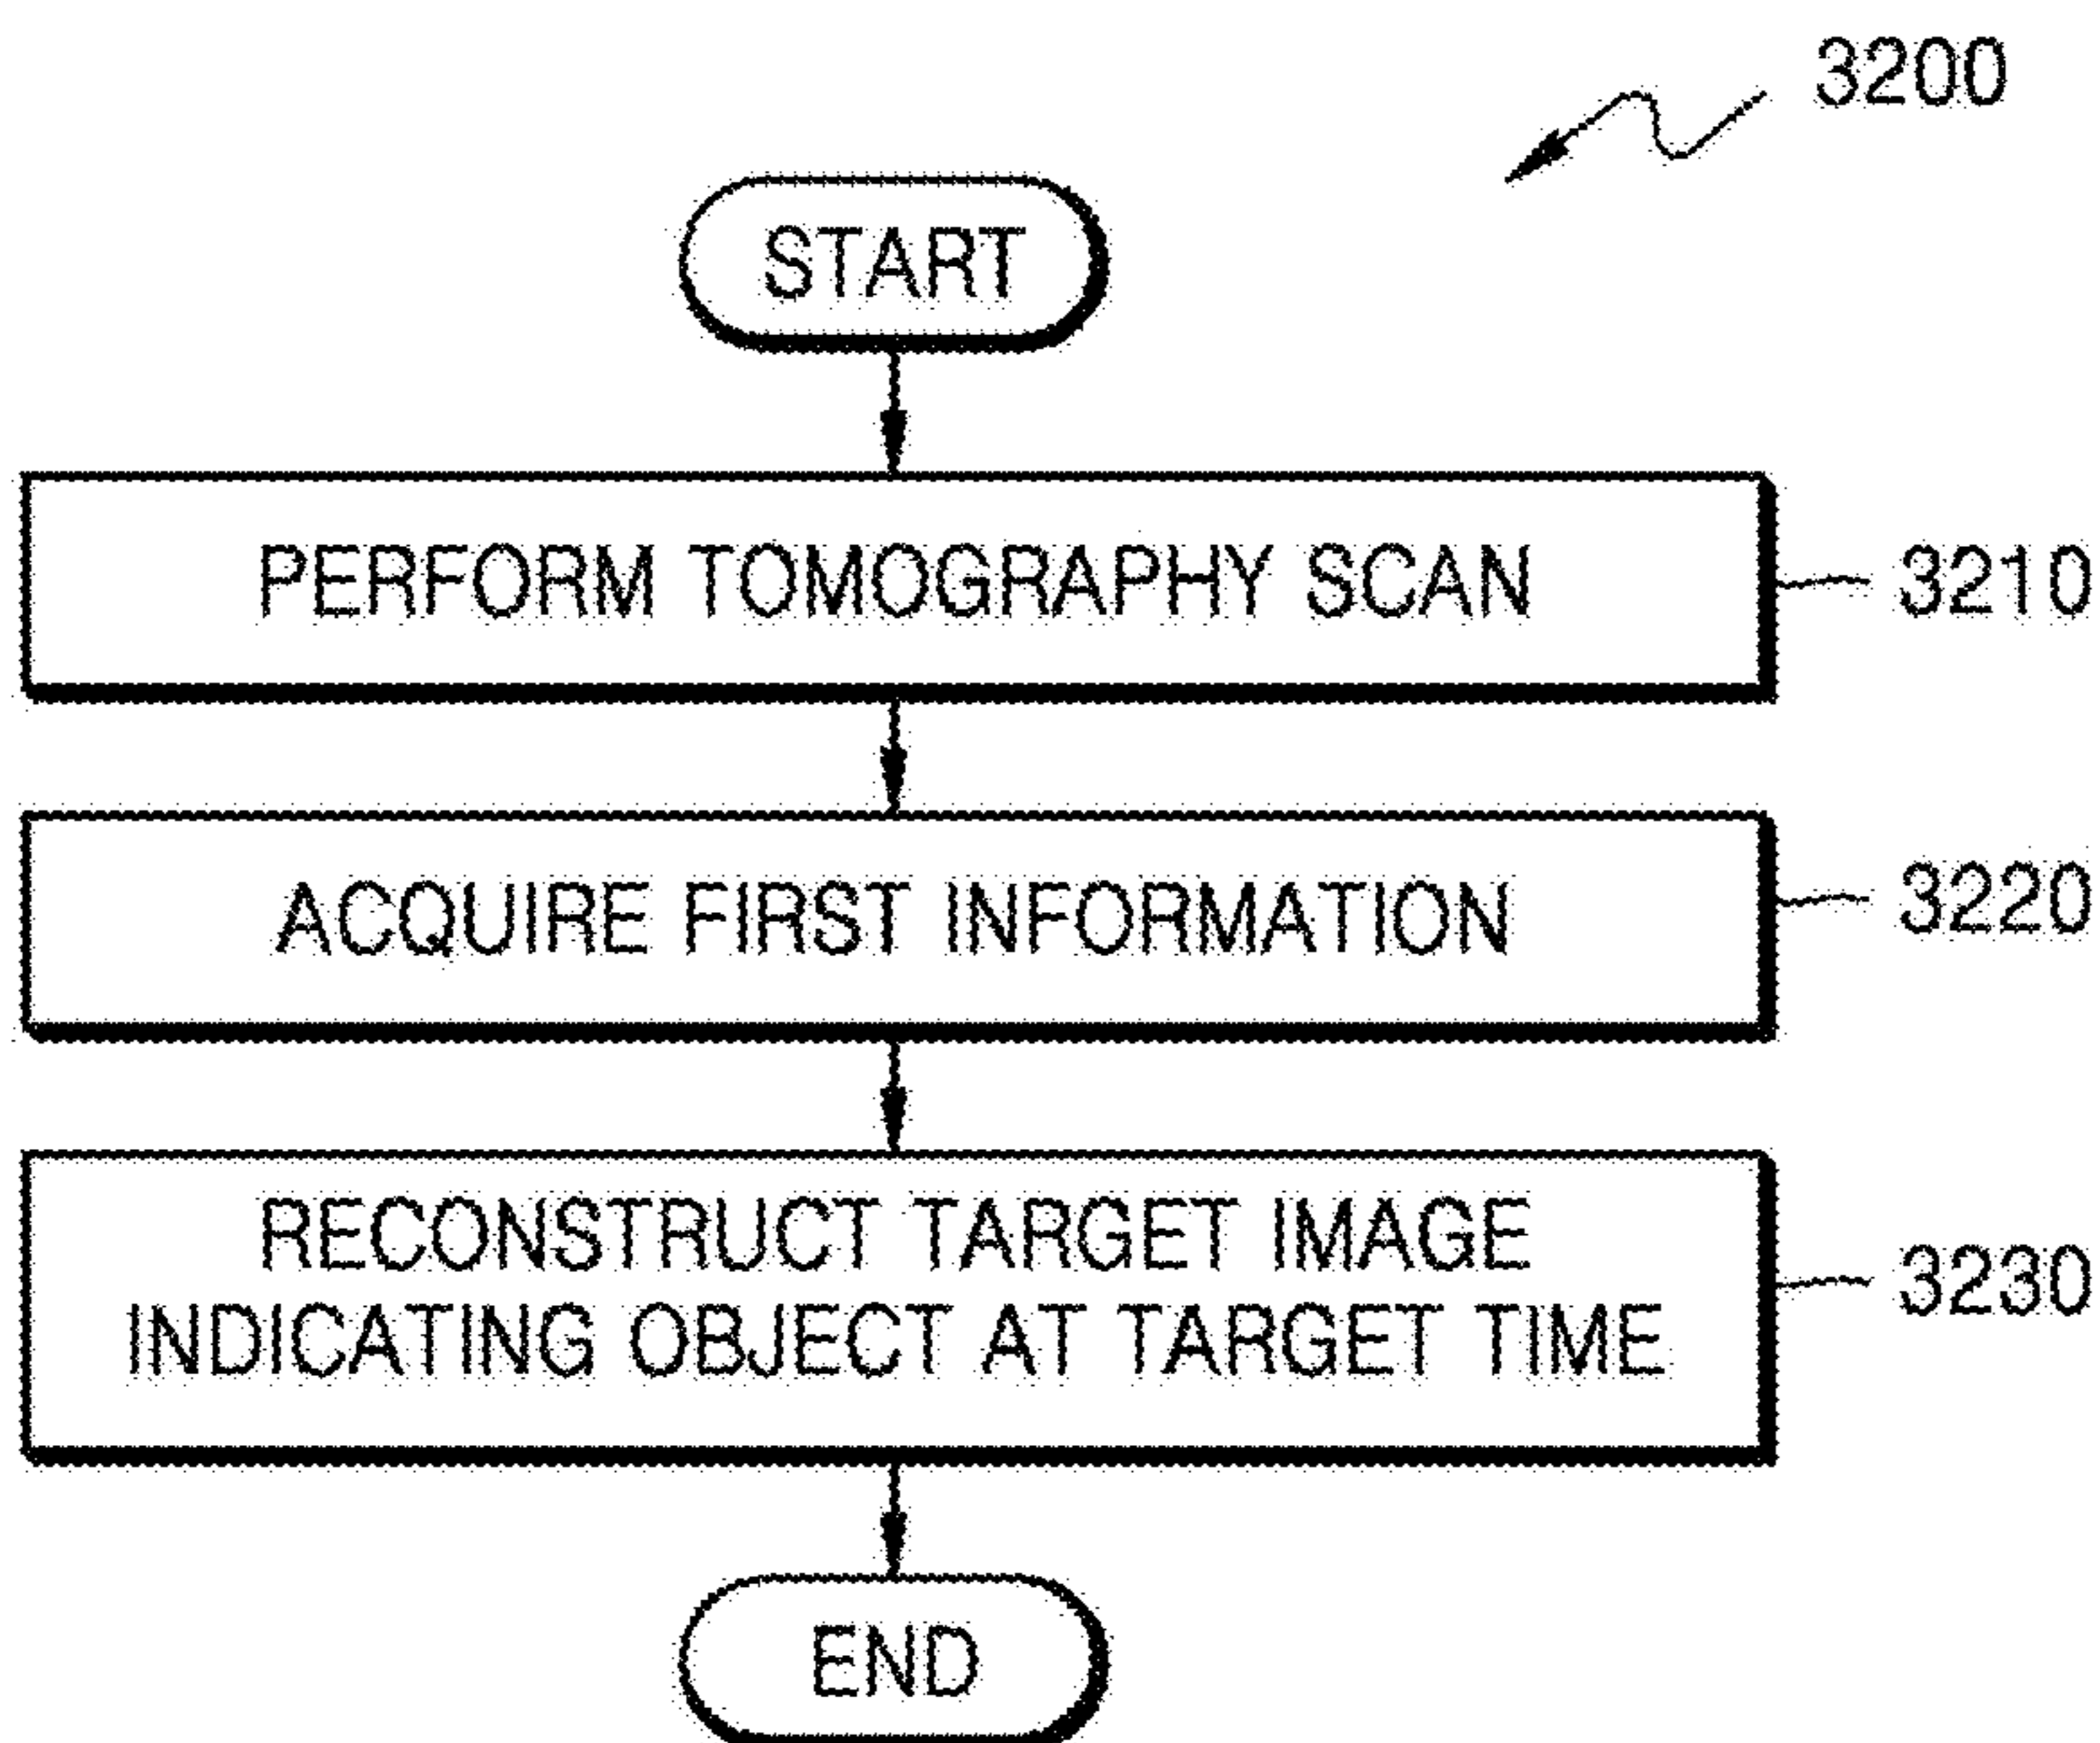 3200
START
PERFORM TOMOGRAPHY SCAN
3210
ACQUIRE FIRST INFORMATION
3220
RECONSTRUCT TARGET IMAGE
INDICATING OBJECT AT TARGET TIME
3230
END